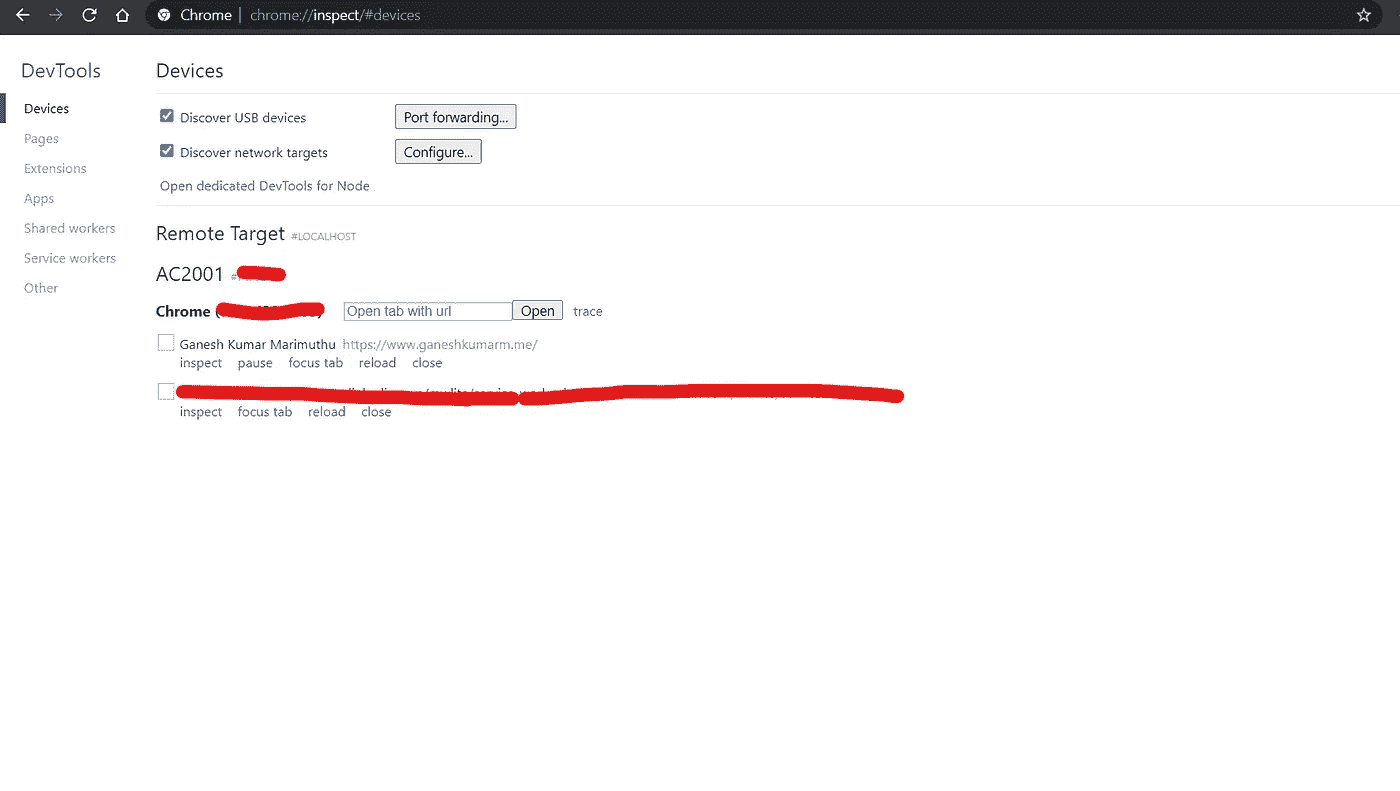 Chrome | chrome://inspect/#devices
DevTools
Devices
Pages
Extensions
Apps
Shared workers
Service workers
Other
Devices
Discover USB devices Port forwarding...
Discover network targets Configure...
Open dedicated DevTools for Node
Remote Target #LOCALHOST
AC2001 #
Chrome ( ) Open tab with url Open trace
Ganesh Kumar Marimuthu https://www.ganeshkumarm.me/
inspect pause focus tab reload close
inspect focus tab reload close